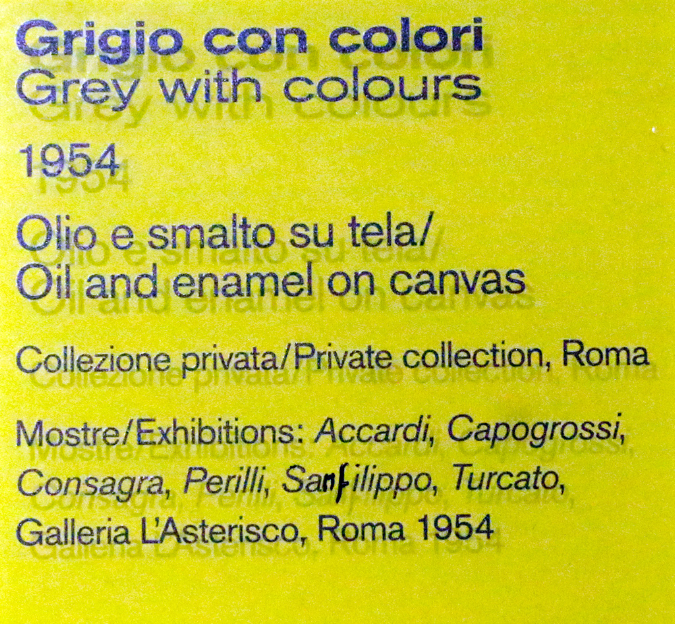 Grigio con colori
Grey with colours
1954
Olio e smalto su tela/
Oil and enamel on canvas
Collezione privata/Private collection, Roma
Mostre/Exhibitions: Accardi, Capogrossi,
Consagra, Perilli, Sanfilippo, Turcato,
Galleria L'Asterisco, Roma 1954